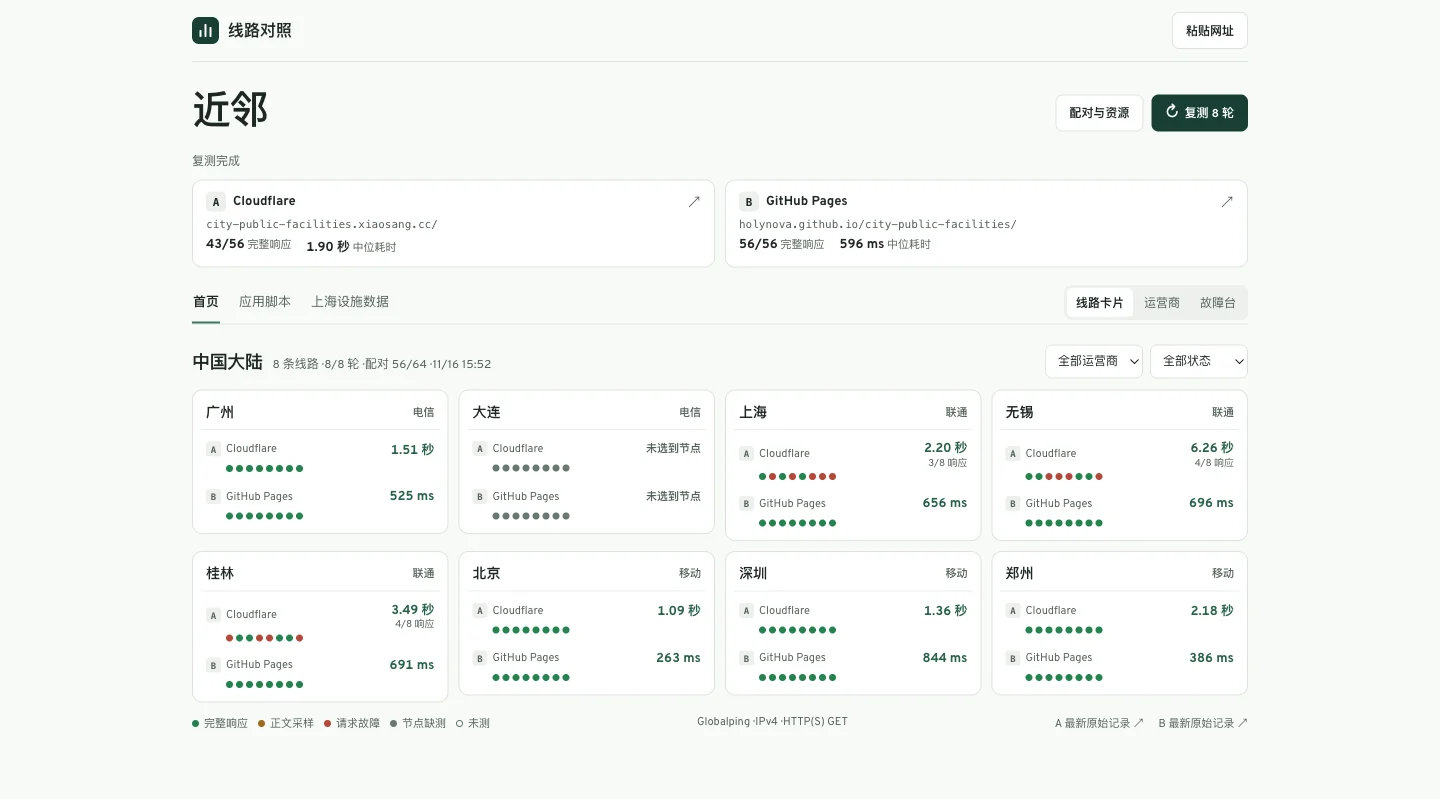 线路对照
粘贴网址
近邻
配对与资源
复测 8 轮
复测完成
A Cloudflare
city-public-facilities.xiaosang.cc/
43/56 完整响应 1.90 秒 中位耗时
B GitHub Pages
holynova.github.io/city-public-facilities/
56/56 完整响应 596 ms 中位耗时
首页 应用脚本 上海设施数据
线路卡片 运营商 故障台
中国大陆 8 条线路 ·8/8 轮 ·配对 56/64 ·11/16 15:52
全部运营商 全部状态
广州 电信
A Cloudflare 1.51 秒
B GitHub Pages 525 ms
大连 电信
A Cloudflare 未选到节点
B GitHub Pages 未选到节点
上海 联通
A Cloudflare 2.20 秒
3/8 响应
B GitHub Pages 656 ms
无锡 联通
A Cloudflare 6.26 秒
4/8 响应
B GitHub Pages 696 ms
桂林 联通
A Cloudflare 3.49 秒
4/8 响应
B GitHub Pages 691 ms
北京 移动
A Cloudflare 1.09 秒
B GitHub Pages 263 ms
深圳 移动
A Cloudflare 1.36 秒
B GitHub Pages 844 ms
郑州 移动
A Cloudflare 2.18 秒
B GitHub Pages 386 ms
完整响应 正文采样 请求故障 节点缺测 未测
Globalping ·IPv4 ·HTTP(S) GET
A 最新原始记录 ↗ B 最新原始记录 ↗